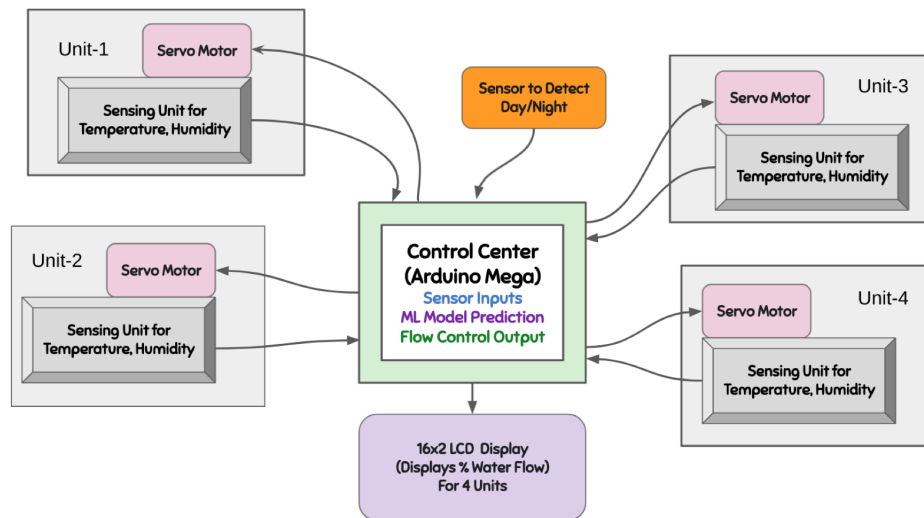 Unit-1
Servo Motor
Sensing Unit for
Temperature, Humidity
Sensor to Detect
Day/Night
Unit-3
Servo Motor
Sensing Unit for
Temperature, Humidity
Unit-2
Servo Motor
Sensing Unit for
Temperature, Humidity
Control Center
(Arduino Mega)
Sensor Inputs
ML Model Prediction
Flow Control Output
Unit-4
Servo Motor
Sensing Unit for
Temperature, Humidity
16x2 LCD Display
(Displays % Water Flow)
For 4 Units